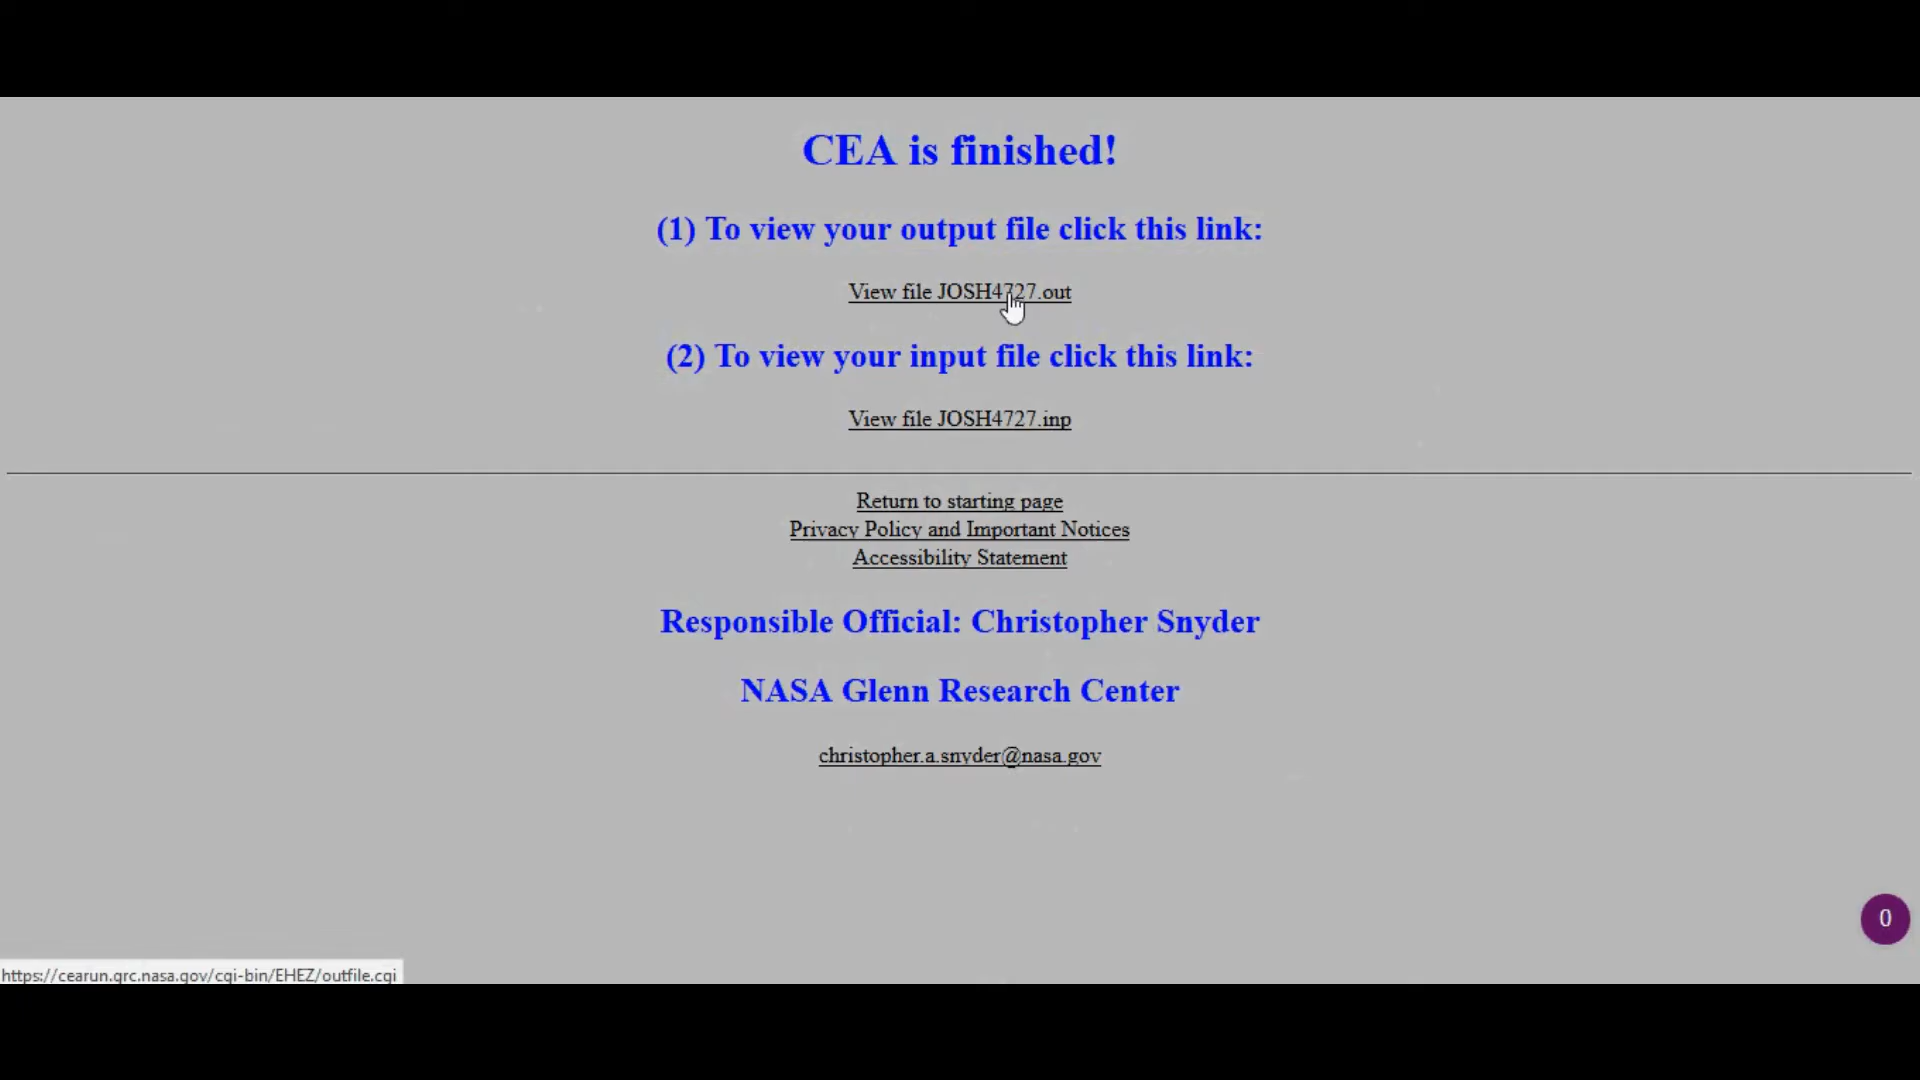 CEA is finished!
(1) To view your output file click this link:
View file JOSH4727.out
(2) To view your input file click this link:
View file JOSH4727.inp
Return to starting page
Privacy Policy and Important Notices
Accessibility Statement
Responsible Official: Christopher Snyder
NASA Glenn Research Center
christopher.a.snyder@nasa.gov
0
https://cearun.grc.nasa.gov/cgi-bin/EHEZ/outfile.cgi